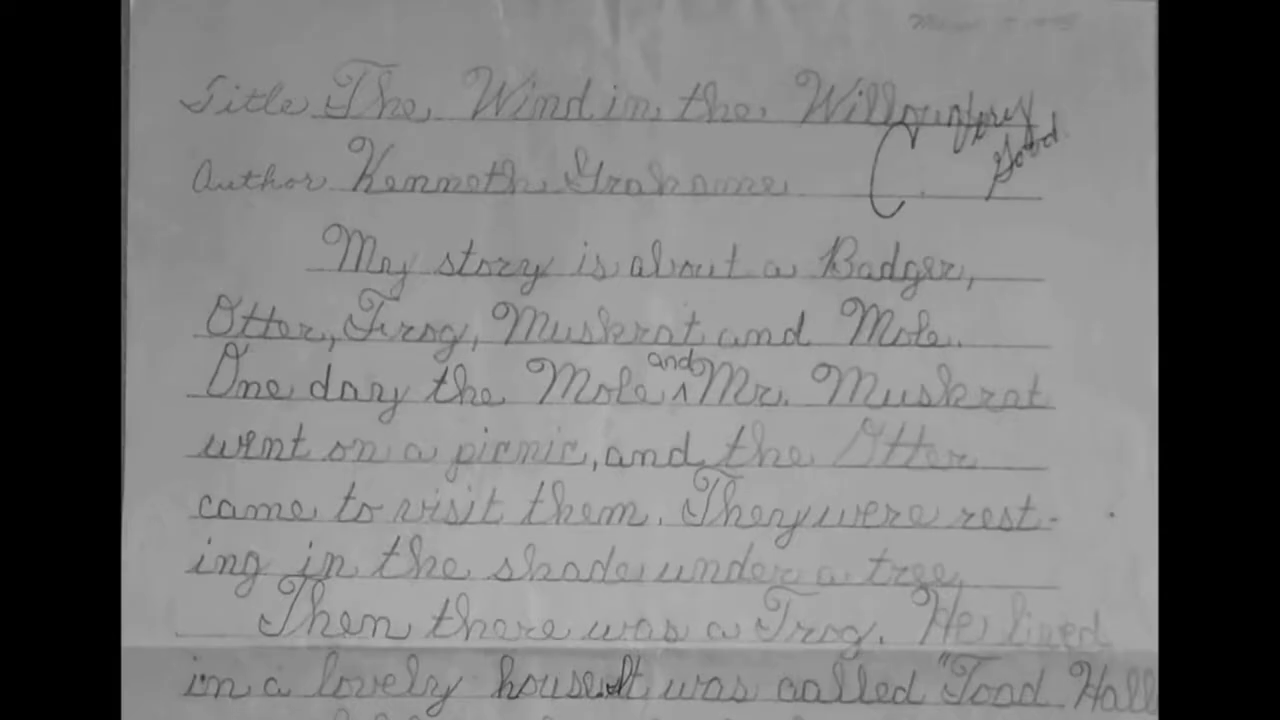 Title The Wind in the Willows
Very
Good
C
Author Kenneth Grahame
My story is about a Badger,
Otter, Frog, Muskrat and Mole.
One day the Mole and Mr. Muskrat
went on a picnic, and the Otter
came to visit them. They were rest-
ing in the shade under a tree
Then there was a Frog. He lived
in a lovely house. It was called "Toad Hall